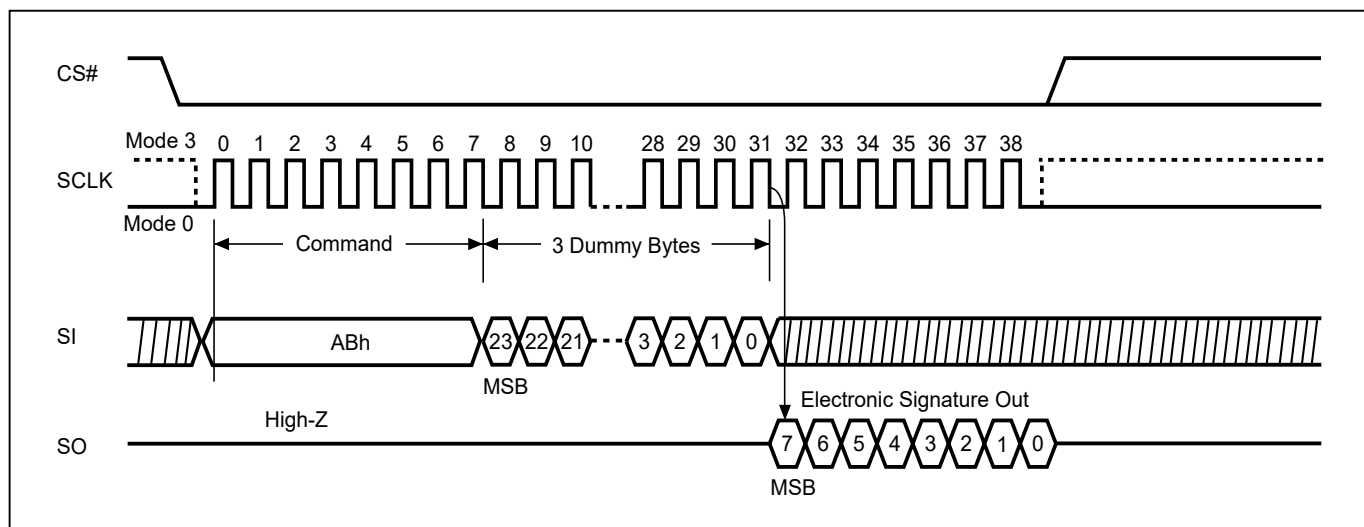 CS#
Mode 3
0 1 2 3 4 5 6 7 8 9 10 28 29 30 31 32 33 34 35 36 37 38
SCLK
Mode 0
Command 3 Dummy Bytes
SI
ABh 23 22 21 3 2 1 0
MSB
Electronic Signature Out
High-Z
SO
7 6 5 4 3 2 1 0
MSB